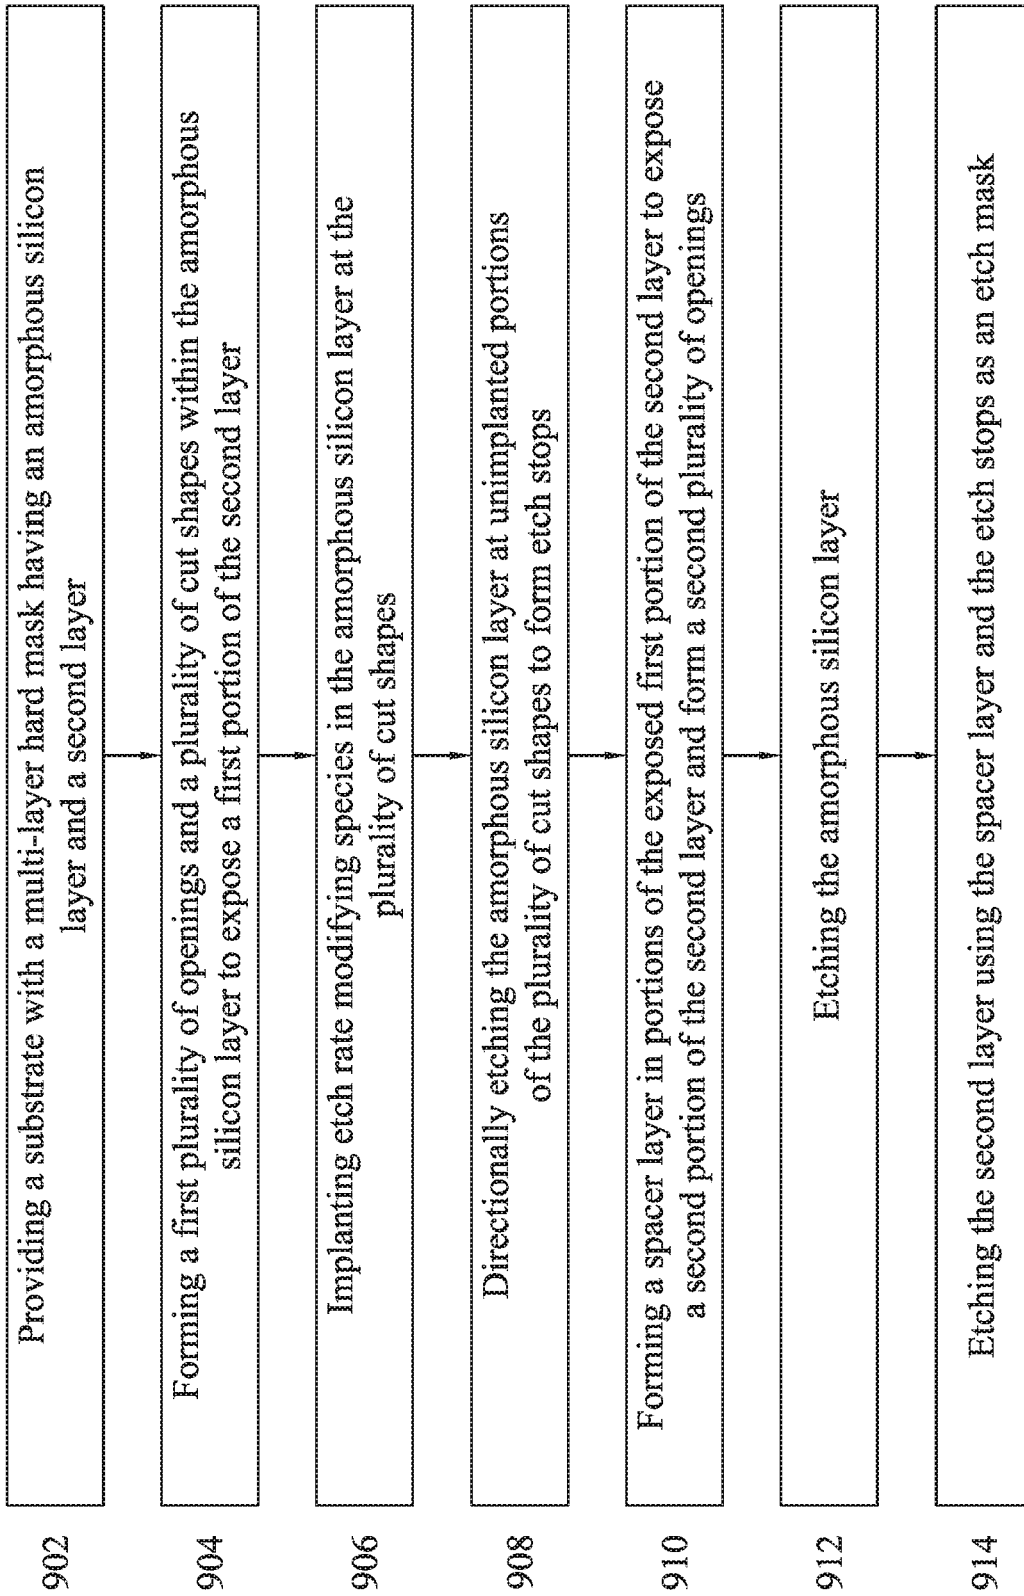 902
Providing a substrate with a multi-layer hard mask having an amorphous silicon
layer and a second layer
904
Forming a first plurality of openings and a plurality of cut shapes within the amorphous
silicon layer to expose a first portion of the second layer
906
Implanting etch rate modifying species in the amorphous silicon layer at the
plurality of cut shapes
908
Directionally etching the amorphous silicon layer at unimplanted portions
of the plurality of cut shapes to form etch stops
910
Forming a spacer layer in portions of the exposed first portion of the second layer to expose
a second portion of the second layer and form a second plurality of openings
912
Etching the amorphous silicon layer
914
Etching the second layer using the spacer layer and the etch stops as an etch mask